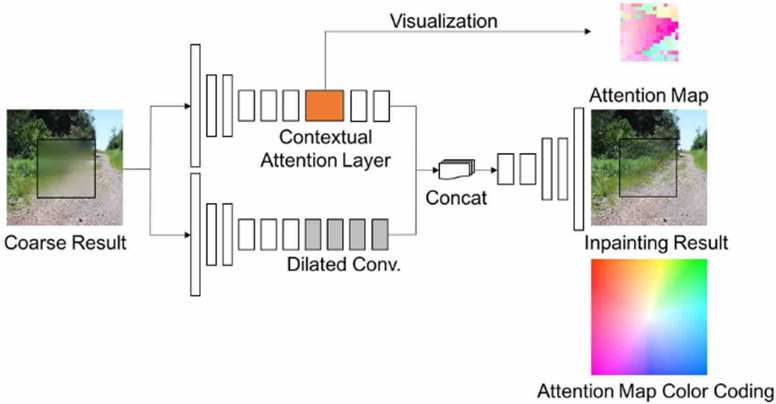 Visualization
Attention Map
Contextual
Attention Layer
Concat
Coarse Result
Dilated Conv.
Inpainting Result
Attention Map Color Coding